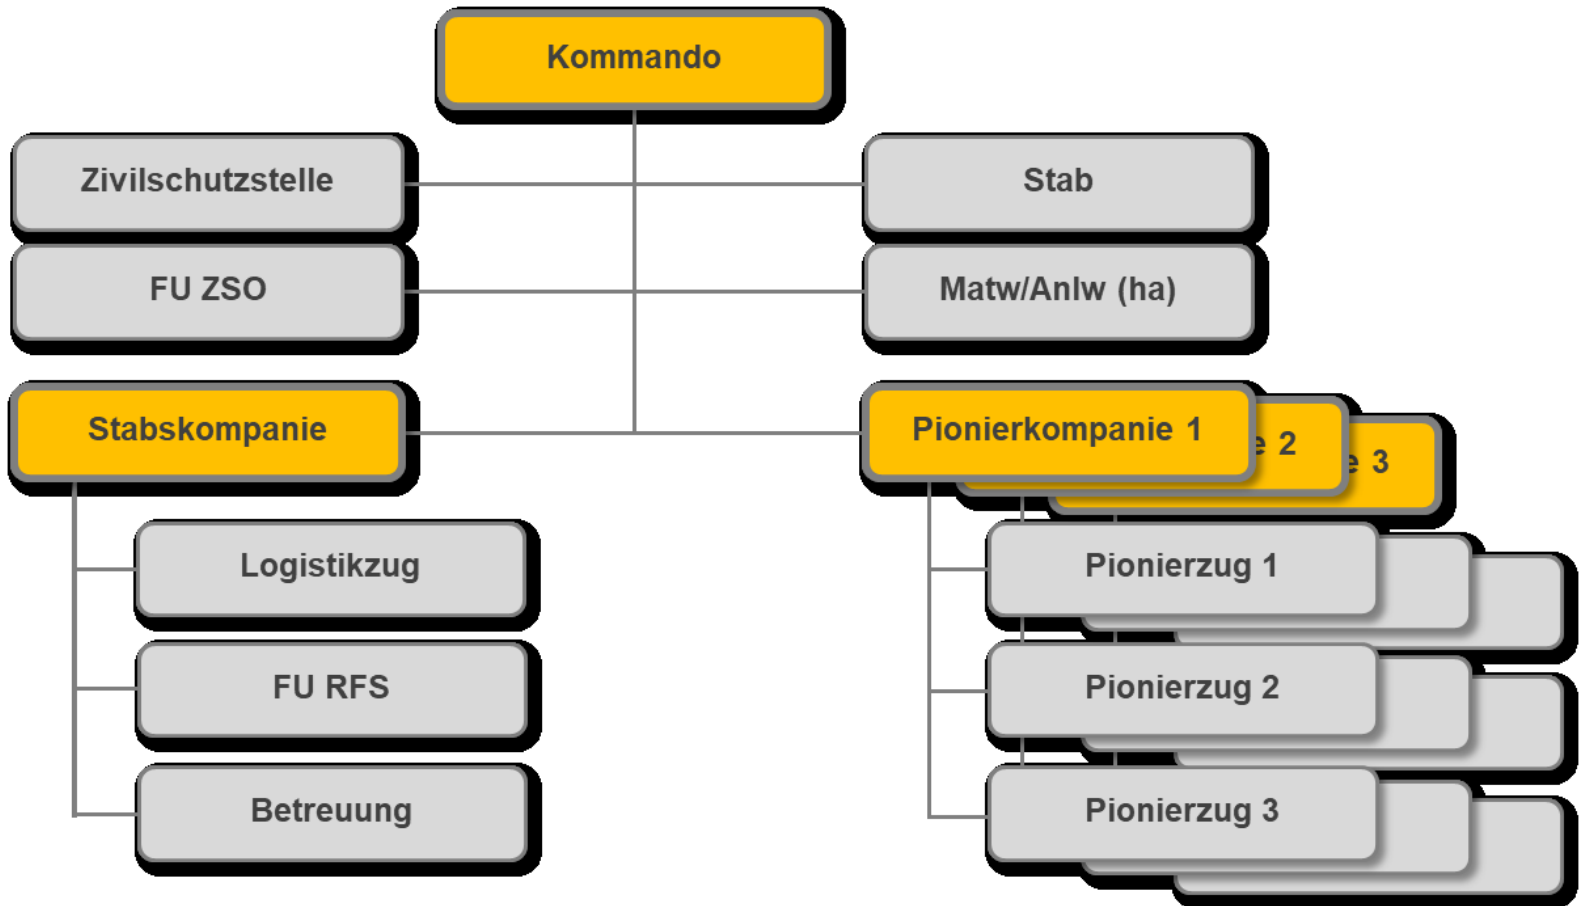 Kommando
Zivilschutzstelle
Stab
FU ZSO
Matw/Anlw (ha)
Stabskompanie
Pionierkompanie 1
e 2
e 3
Logistikzug
Pionierzug 1
FU RFS
Pionierzug 2
Betreuung
Pionierzug 3